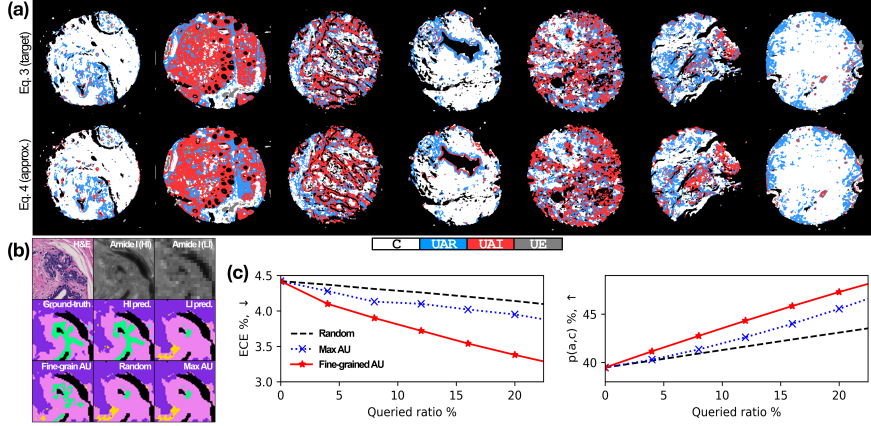 (a)
Eq. 3 (target)
Eq. 4 (approx.)
C UAR UAI UE
(b)
H&E Amide I (HI) Amide I (LI)
Ground-truth HI pred. LI pred.
Fine-grain AU Random Max AU
(c)
ECE %, ↓
4.5
4.0
3.5
3.0
Random
Max AU
Fine-grained AU
0 5 10 15 20
Queried ratio %
p(a,c) %, ↑
45
40
0 5 10 15 20
Queried ratio %